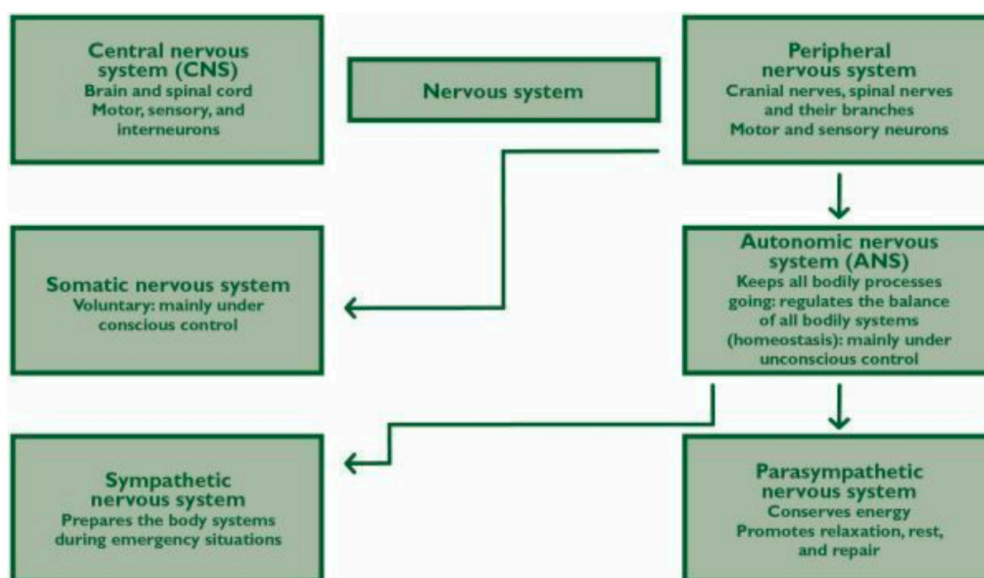 Central nervous
system (CNS)
Brain and spinal cord
Motor, sensory, and
interneurons
Nervous system
Peripheral
nervous system
Cranial nerves, spinal nerves
and their branches
Motor and sensory neurons
Somatic nervous system
Voluntary: mainly under
conscious control
Autonomic nervous
system (ANS)
Keeps all bodily processes
going: regulates the balance
of all bodily systems
(homeostasis): mainly under
unconscious control
Sympathetic
nervous system
Prepares the body systems
during emergency situations
Parasympathetic
nervous system
Conserves energy
Promotes relaxation, rest,
and repair